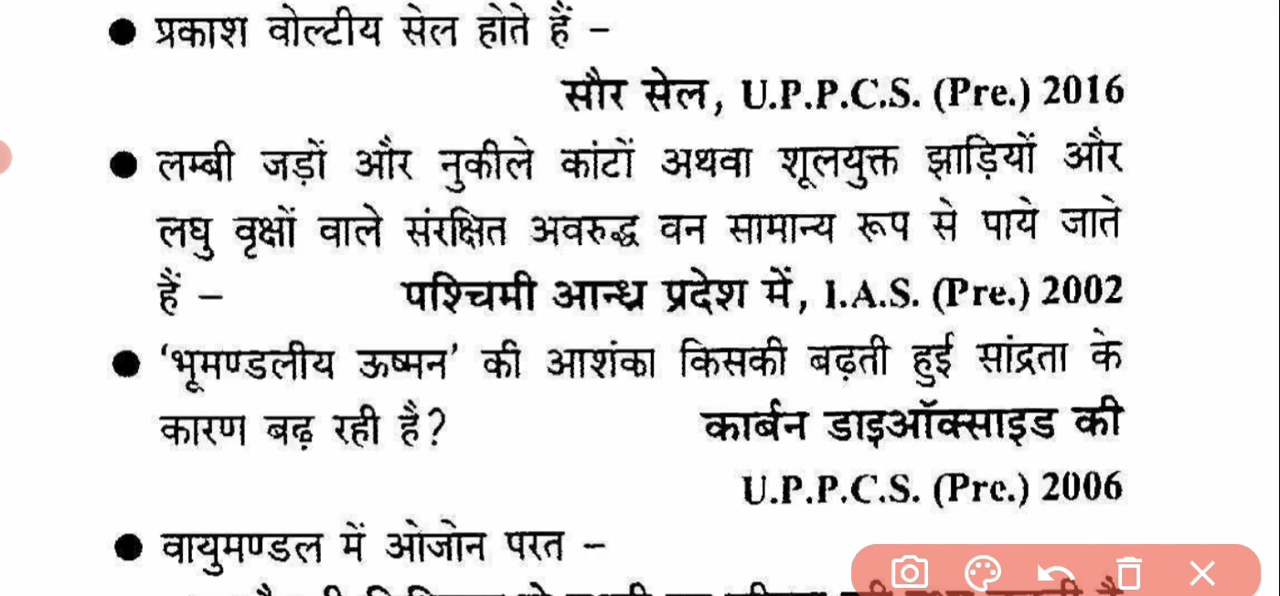 ● प्रकाश वोल्टीय सेल होते हैं –
सौर सेल, U.P.P.C.S. (Pre.) 2016
● लम्बी जड़ों और नुकीले कांटों अथवा शूलयुक्त झाड़ियों और
लघु वृक्षों वाले संरक्षित अवरुद्ध वन सामान्य रूप से पाये जाते
हैं – पश्चिमी आन्ध्र प्रदेश में, I.A.S. (Pre.) 2002
● ‘भूमण्डलीय ऊष्मन’ की आशंका किसकी बढ़ती हुई सांद्रता के
कारण बढ़ रही है? कार्बन डाइऑक्साइड की
U.P.P.C.S. (Pre.) 2006
● वायुमण्डल में ओजोन परत –